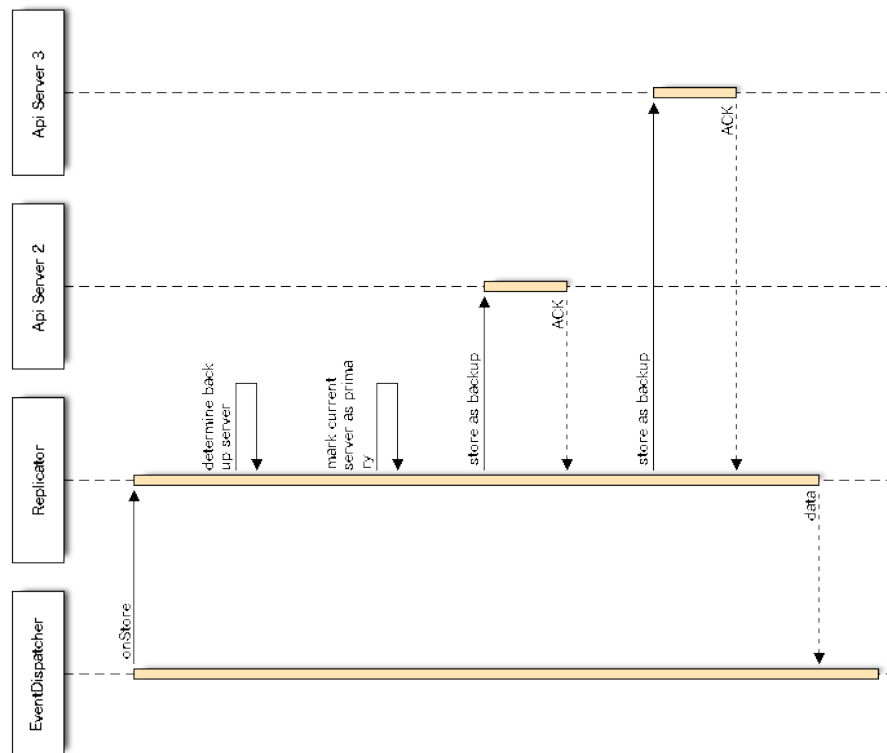 EventDispatcher
Replicator
Api Server 2
Api Server 3
onStore
determine back
up server
mark current
server as prima
ry
store as backup
ACK
store as backup
ACK
data